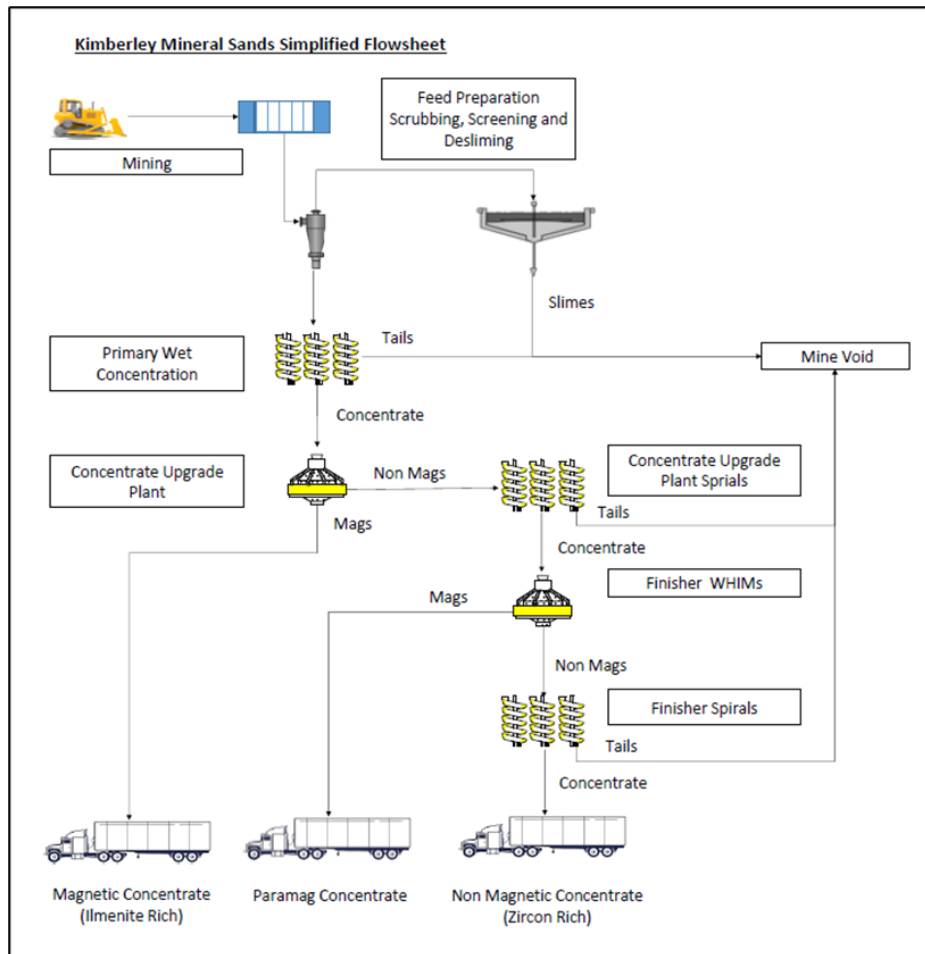 Kimberley Mineral Sands Simplified Flowsheet
Feed Preparation
Scrubbing, Screening and
Desliming
Mining
Slimes
Tails
Primary Wet
Concentration
Mine Void
Concentrate
Concentrate Upgrade
Plant
Non Mags
Concentrate Upgrade
Plant Sprials
Tails
Mags
Concentrate
Finisher WHIMs
Mags
Non Mags
Finisher Spirals
Tails
Concentrate
Magnetic Concentrate
(Ilmenite Rich)
Paramag Concentrate
Non Magnetic Concentrate
(Zircon Rich)